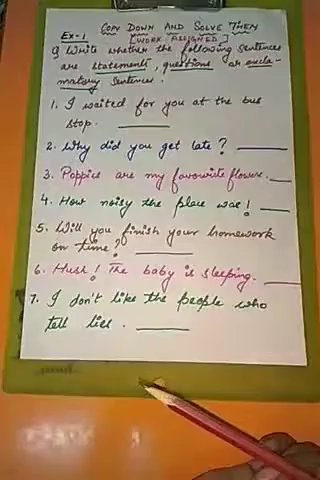 COPY DOWN AND SOLVE THEM
Ex-1 [WORK ASSIGNED]
Q Write whether the following sentences
are statements, questions or excla-
matory sentences.
1. I waited for you at the bus
stop. ______
2. Why did you get late? ______
3. Poppies are my favourite flowers. ___
4. How noisy the place was! ____
5. Will you finish your homework
on time? ______
6. Hush! The baby is sleeping. ____
7. I don't like the people who
tell lies. ______